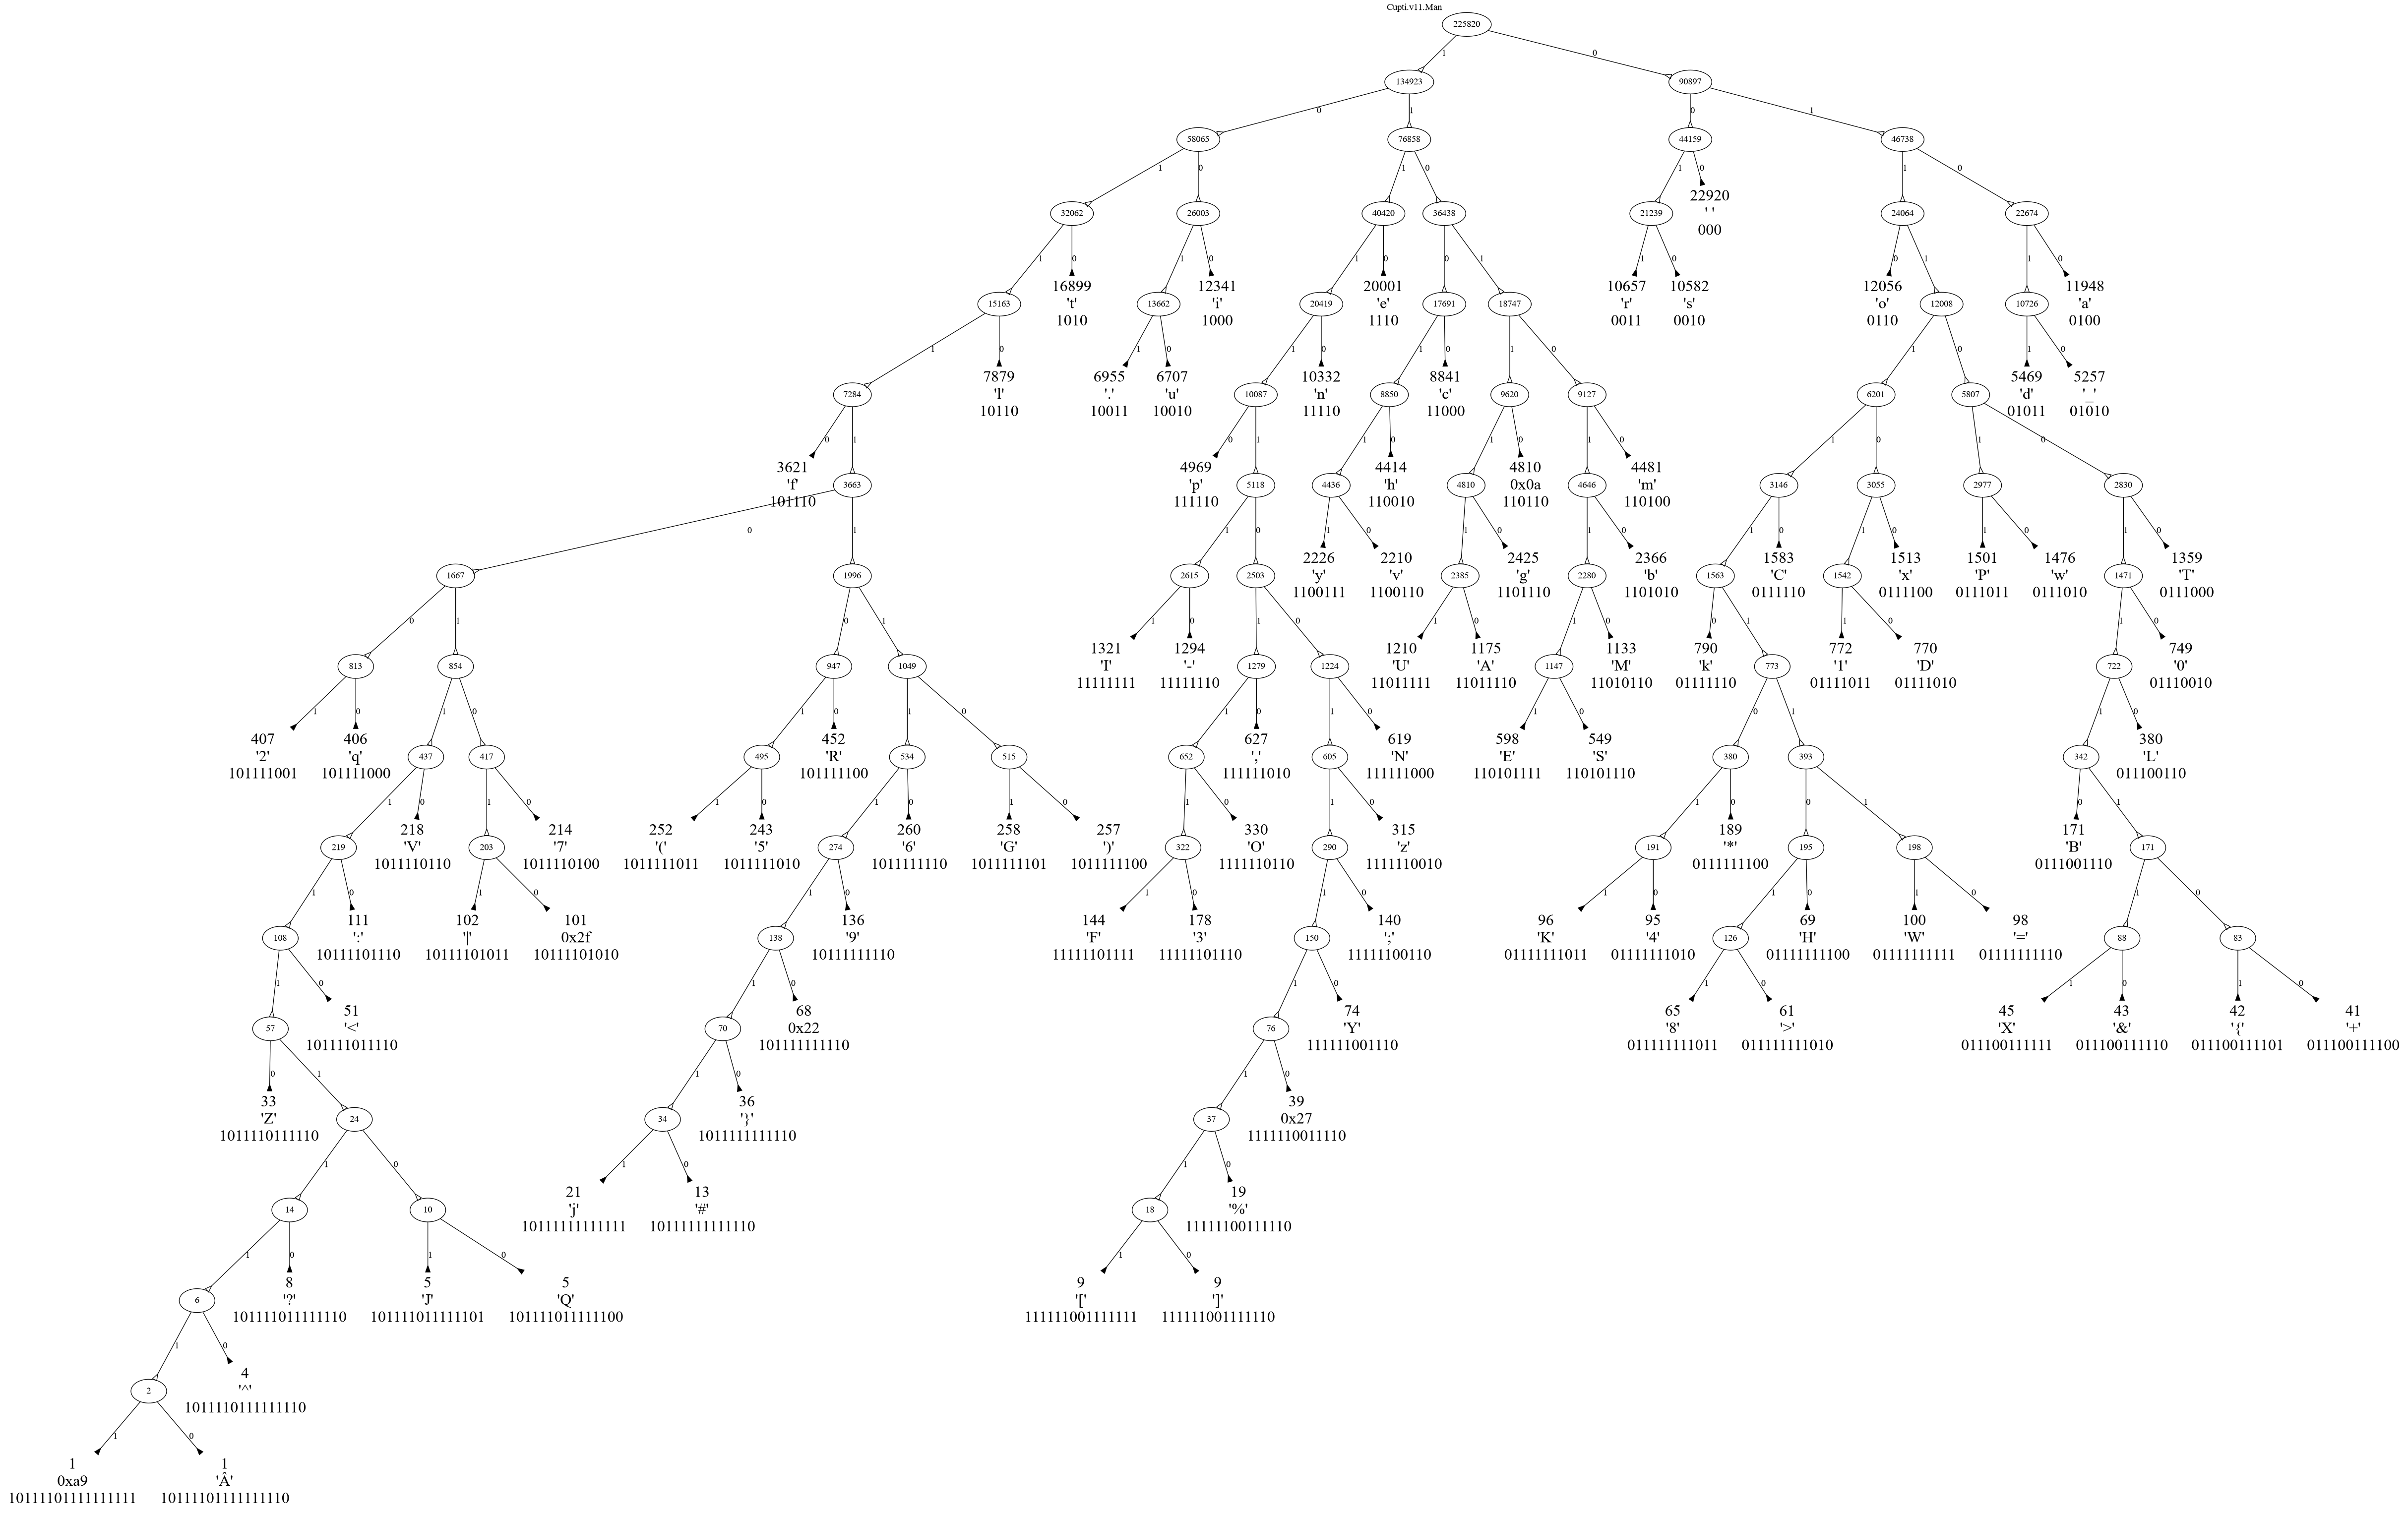 Cupti.v11.Man
225820
1 0
134923 90897
0 1 0 1
58065 76858 44159 46738
1 0 1 0 1 0 1 0
22920
' '
000
32062 26003 40420 36438 21239 24064 22674
1 0 1 0 1 0 0 1 1 0 0 1 1 0
16899 12341 20001 10657 10582 12056 11948
't' 'i' 'e' 'r' 's' 'o' 'a'
1010 1000 1110 0011 0010 0110 0100
15163 13662 20419 17691 18747 12008 10726
1 0 1 0 1 0 1 0 1 0 1 0 1 0
7879 6955 6707 10332 8841 5469 5257
'l' '.' 'u' 'n' 'c' 'd' '_'
10110 10011 10010 11110 11000 01011 01010
7284 10087 8850 9620 9127 6201 5807
0 1 0 1 1 0 1 0 1 0 1 0 1 0
3621 4969 4414 4810 4481
'f' 'p' 'h' 0x0a 'm'
101110 111110 110010 110110 110100
3663 5118 4436 4810 4646 3146 3055 2977 2830
0 1 1 0 1 0 1 0 1 0 1 0 1 0 1 0 1 0
2226 2210 2425 2366 1583 1513 1501 1476 1359
'y' 'v' 'g' 'b' 'C' 'x' 'P' 'w' 'T'
1100111 1100110 1101110 1101010 0111110 0111100 0111011 0111010 0111000
1667 1996 2615 2503 2385 2280 1563 1542 1471
0 1 0 1 1 0 1 0 1 0 1 0 0 1 1 0 1 0
1321 1294 1210 1175 1133 790 772 770 749
'I' '-' 'U' 'A' 'M' 'k' '1' 'D' '0'
11111111 11111110 11011111 11011110 11010110 01111110 01111011 01111010 01110010
813 854 947 1049 1279 1224 1147 773 722
1 0 1 0 1 0 1 0 1 0 1 0 1 0 0 1 1 0
407 406 452 627 619 598 549 380
'2' 'q' 'R' ',' 'N' 'E' 'S' 'L'
101111001 101111000 101111100 111111010 111111000 110101111 110101110 011100110
437 417 495 534 515 652 605 380 393 342
1 0 1 0 1 0 1 0 1 0 1 0 1 0 1 0 0 1 0 1
218 214 252 243 260 258 257 330 315 189 171
'V' '7' '(' '5' '6' 'G' ')' 'O' 'z' '*' 'B'
1011110110 1011110100 1011111011 1011111010 1011111110 1011111101 1011111100 1111110110 1111110010 0111111100 0111001110
219 203 274 322 290 191 195 198 171
1 0 1 0 1 0 1 0 1 0 1 0 1 0 1 0 1 0
111 102 101 136 144 178 140 96 95 69 100 98
':' '|' 0x2f '9' 'F' '3' ';' 'K' '4' 'H' 'W' '='
10111101110 10111101011 10111101010 10111111110 11111101111 11111101110 11111100110 01111111011 01111111010 01111111100 01111111111 01111111110
108 138 150 126 88 83
1 0 1 0 1 0 1 0 1 0 1 0
51 68 74 65 61 45 43 42 41
'<' 0x22 'Y' '8' '>' 'X' '&' '{' '+'
101111011110 101111111110 111111001110 011111111011 011111111010 011100111111 011100111110 011100111101 011100111100
57 70 76
0 1 1 0 1 0
33 36 39
'Z' '}' 0x27
1011110111110 1011111111110 1111110011110
24 34 37
1 0 1 0 1 0
21 13 19
'j' '#' '%'
10111111111111 10111111111110 11111100111110
14 10 18
1 0 1 0 1 0
8 5 5 9 9
'?' 'J' 'Q' '[' ']'
101111011111110 101111011111101 101111011111100 111111001111111 111111001111110
6
1 0
4
'^'
1011110111111110
2
1 0
1 1
0xa9 'Â'
10111101111111111 10111101111111110